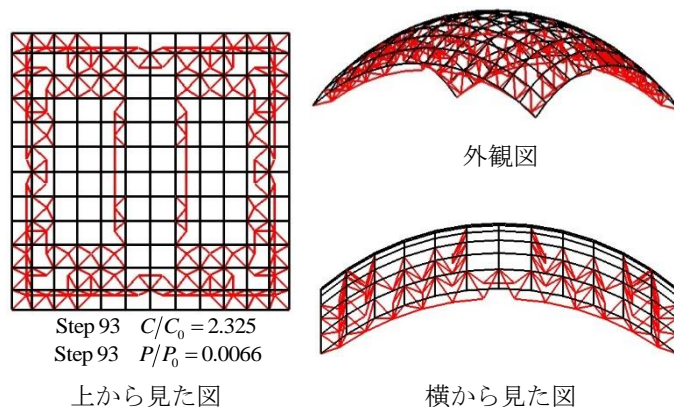 外観図
Step 93 C/C₀ = 2.325
Step 93 P/P₀ = 0.0066
上から見た図
横から見た図